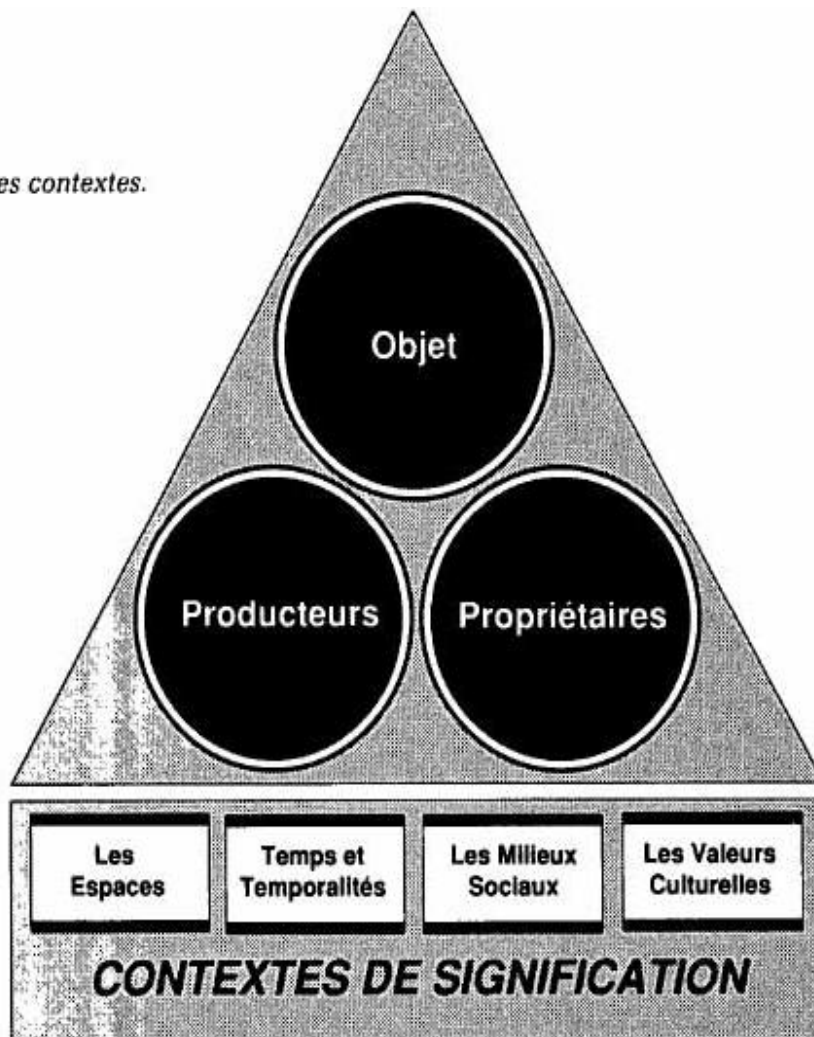 es contextes.
Objet
Producteurs
Propriétaires
Les
Espaces
Temps et
Temporalités
Les Milieux
Sociaux
Les Valeurs
Culturelles
CONTEXTES DE SIGNIFICATION